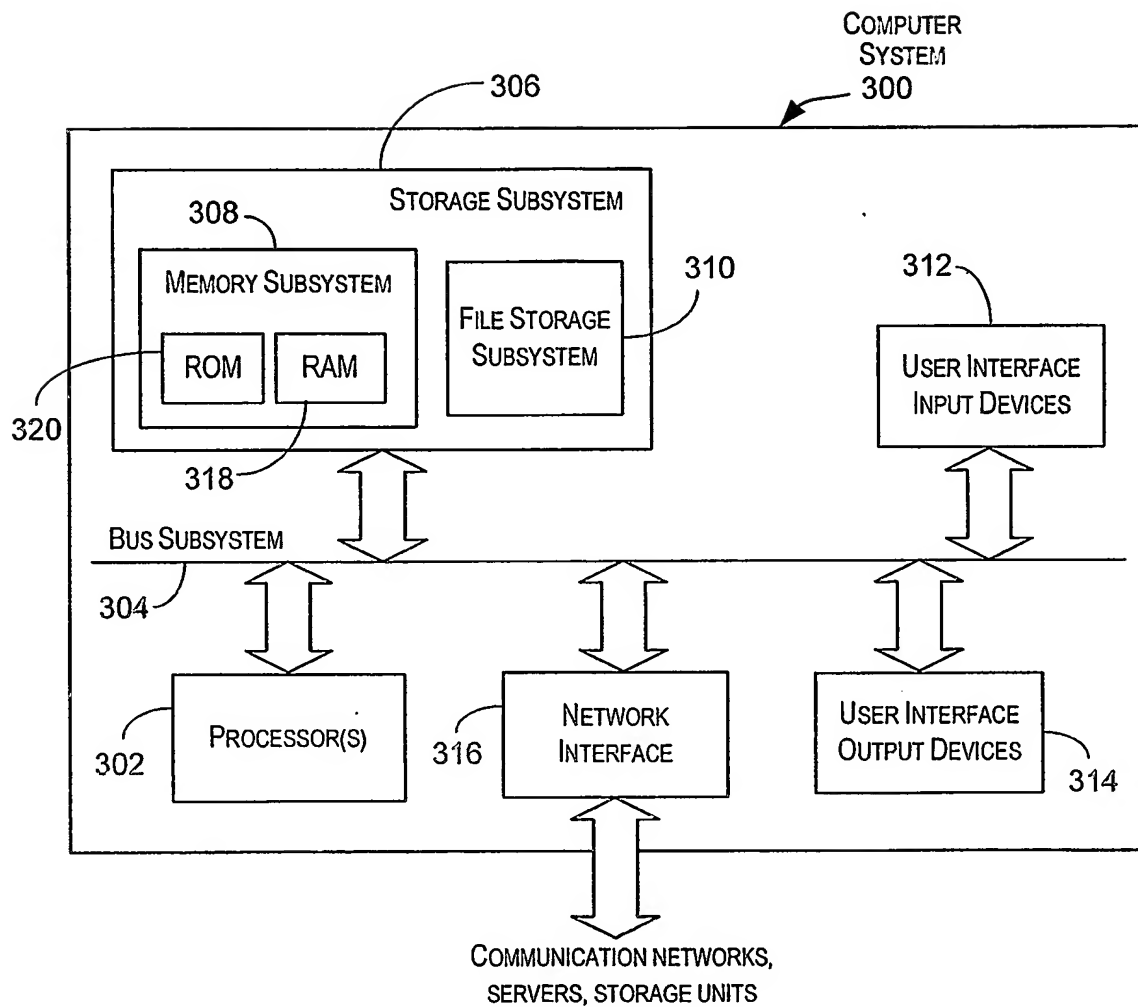 COMPUTER
SYSTEM
300
306
STORAGE SUBSYSTEM
308
MEMORY SUBSYSTEM
ROM
RAM
320
318
FILE STORAGE
SUBSYSTEM
310
312
USER INTERFACE
INPUT DEVICES
BUS SUBSYSTEM
304
PROCESSOR(S)
302
NETWORK
INTERFACE
316
USER INTERFACE
OUTPUT DEVICES
314
COMMUNICATION NETWORKS,
SERVERS, STORAGE UNITS